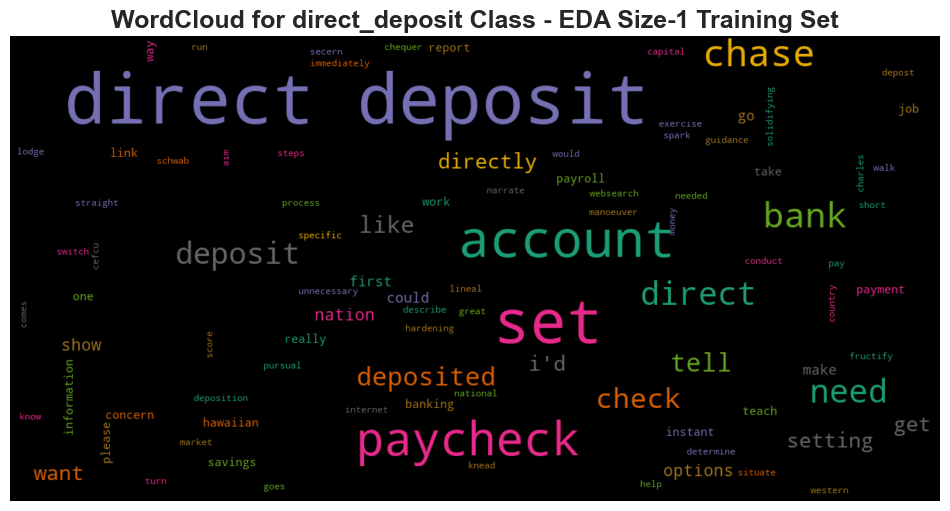 WordCloud for direct_deposit Class - EDA Size-1 Training Set
way
run
secern
chequer
report
immediately
capital
chase
depost
direct deposit
solidifying
job
go
exercise
spark
guidance
lodge
link
schwab
aim
steps
directly
would
payroll
take
charles
walk
narrate
websearch
needed
straight
process
work
manoeuver
money
short
bank
like
specific
account
switch
cefcu
deposit
conduct
pay
first
unnecessary
could
lineal
direct
country
payment
one
comes
nation
describe
great
set
hardening
show
score
really
i'd
tell
fructify
pursual
make
information
deposited
need
deposition
national
check
know
concern
hawaiian
internet
banking
teach
get
please
market
paycheck
instant
setting
determine
want
savings
knead
options
situate
turn
goes
help
western